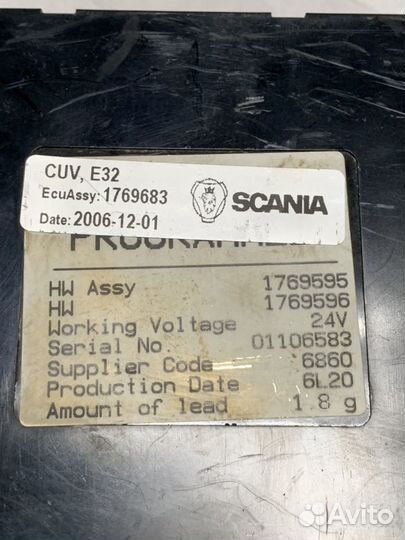 CUV, E32
EcuAssy: 1769683
Date: 2006-12-01
SCANIA
HW Assy 1769595
HW 1769596
Working Voltage 24V
Serial No. 01106583
Supplier Code 6860
Production Date 6L20
Amount of lead 1.8 g
Avito